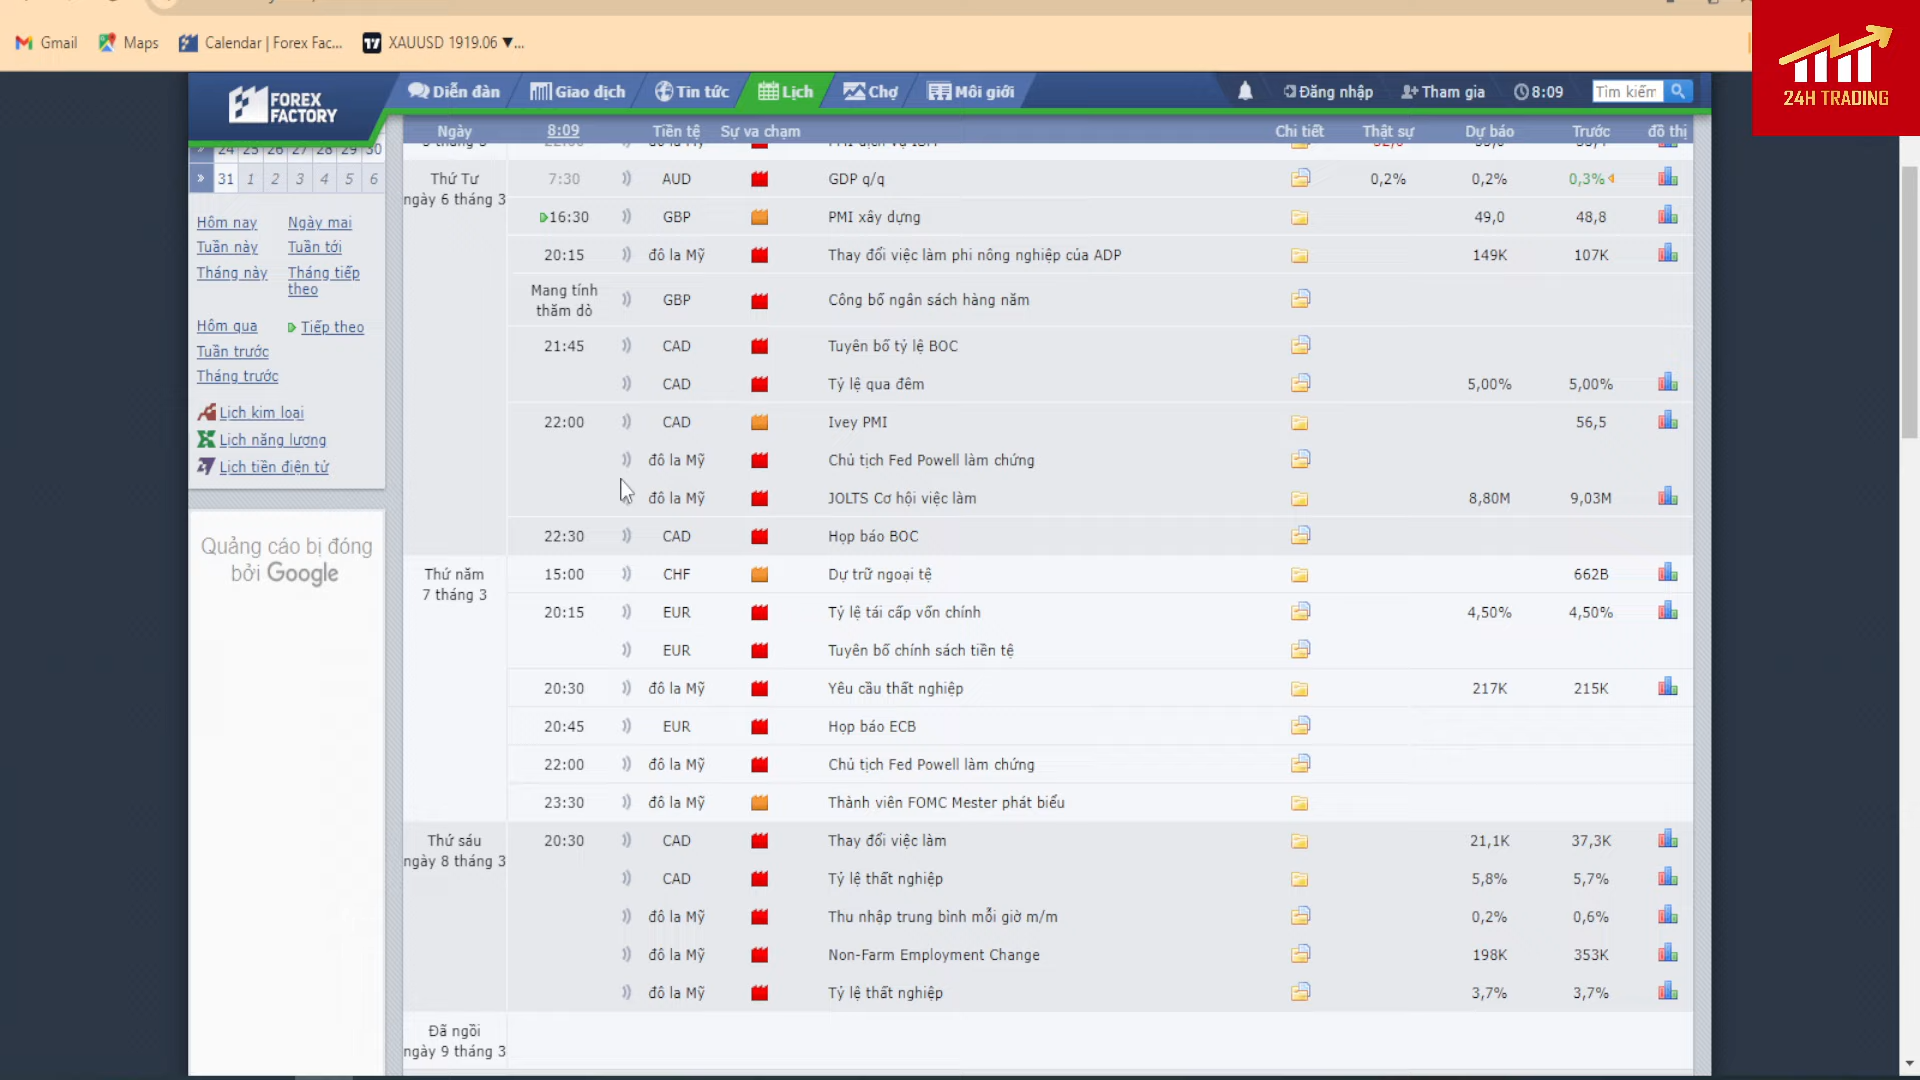 Gmail Maps Calendar | Forex Fac... XAUUSD 1919.06 ▼...
24H TRADING
FOREX FACTORY Diễn đàn Giao dịch Tin tức Lịch Chợ Môi giới Đăng nhập Tham gia 8:09 Tìm kiếm
Ngày 8:09 Tiền tệ Sự va chạm Chi tiết Thật sự Dự báo Trước đồ thị
24 25 26 27 28 29 30
» 31 1 2 3 4 5 6
Hôm nay Ngày mai
Tuần này Tuần tới
Tháng này Tháng tiếp theo
Hôm qua Tiếp theo
Tuần trước
Tháng trước
Lịch kim loại
Lịch năng lượng
Lịch tiền điện tử
Quảng cáo bị đóng
bởi Google
Thứ Tư
ngày 6 tháng 3
7:30 AUD GDP q/q 0,2% 0,2% 0,3%
16:30 GBP PMI xây dựng 49,0 48,8
20:15 đô la Mỹ Thay đổi việc làm phi nông nghiệp của ADP 149K 107K
Mang tính thăm dò GBP Công bố ngân sách hàng năm
21:45 CAD Tuyên bố tỷ lệ BOC
CAD Tỷ lệ qua đêm 5,00% 5,00%
22:00 CAD Ivey PMI 56,5
đô la Mỹ Chủ tịch Fed Powell làm chứng
đô la Mỹ JOLTS Cơ hội việc làm 8,80M 9,03M
22:30 CAD Họp báo BOC
Thứ năm
7 tháng 3
15:00 CHF Dự trữ ngoại tệ 662B
20:15 EUR Tỷ lệ tái cấp vốn chính 4,50% 4,50%
EUR Tuyên bố chính sách tiền tệ
20:30 đô la Mỹ Yêu cầu thất nghiệp 217K 215K
20:45 EUR Họp báo ECB
22:00 đô la Mỹ Chủ tịch Fed Powell làm chứng
23:30 đô la Mỹ Thành viên FOMC Mester phát biểu
Thứ sáu
ngày 8 tháng 3
20:30 CAD Thay đổi việc làm 21,1K 37,3K
CAD Tỷ lệ thất nghiệp 5,8% 5,7%
đô la Mỹ Thu nhập trung bình mỗi giờ m/m 0,2% 0,6%
đô la Mỹ Non-Farm Employment Change 198K 353K
đô la Mỹ Tỷ lệ thất nghiệp 3,7% 3,7%
Đã ngồi
ngày 9 tháng 3